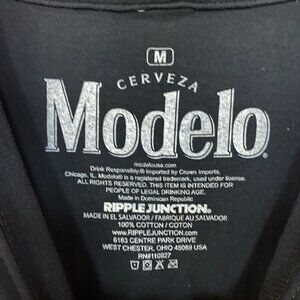 M
CERVEZA
Modelo®
modelousa.com
Drink Responsibly.® Imported by Crown Imports,
Chicago, IL. Modelo® is a registered trademark, used under license.
ALL RIGHTS RESERVED. THIS ITEM IS INTENDED FOR
PEOPLE OF LEGAL DRINKING AGE.
Made in Dominican Republic
RIPPLE JUNCTION.
MADE IN EL SALVADOR / FABRIQUE AU SALVADOR
100% COTTON / COTON
www.RIPPLEJUNCTION.com
6163 CENTRE PARK DRIVE
WEST CHESTER, OHIO 45069 USA
RN#110927